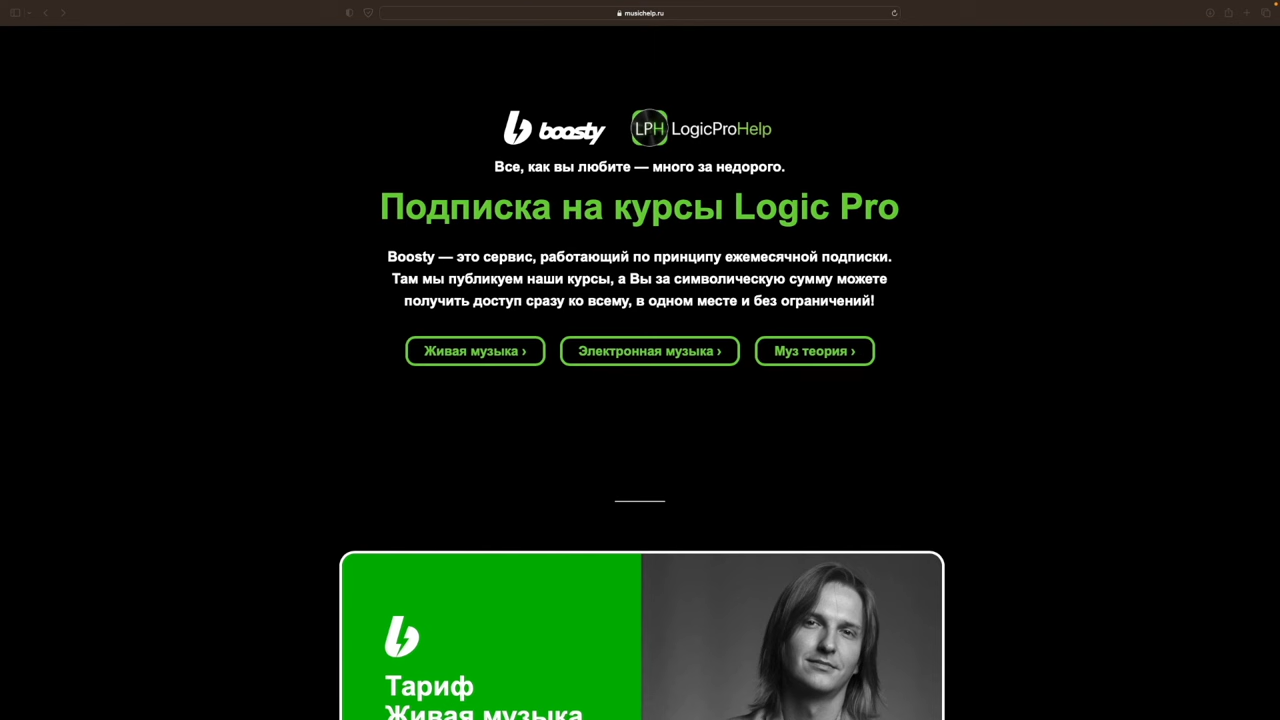 musichelp.ru
boosty
LPH LogicProHelp
Все, как вы любите — много за недорого.
Подписка на курсы Logic Pro
Boosty — это сервис, работающий по принципу ежемесячной подписки.
Там мы публикуем наши курсы, а Вы за символическую сумму можете
получить доступ сразу ко всему, в одном месте и без ограничений!
Живая музыка ›
Электронная музыка ›
Муз теория ›
Тариф
Живая музыка